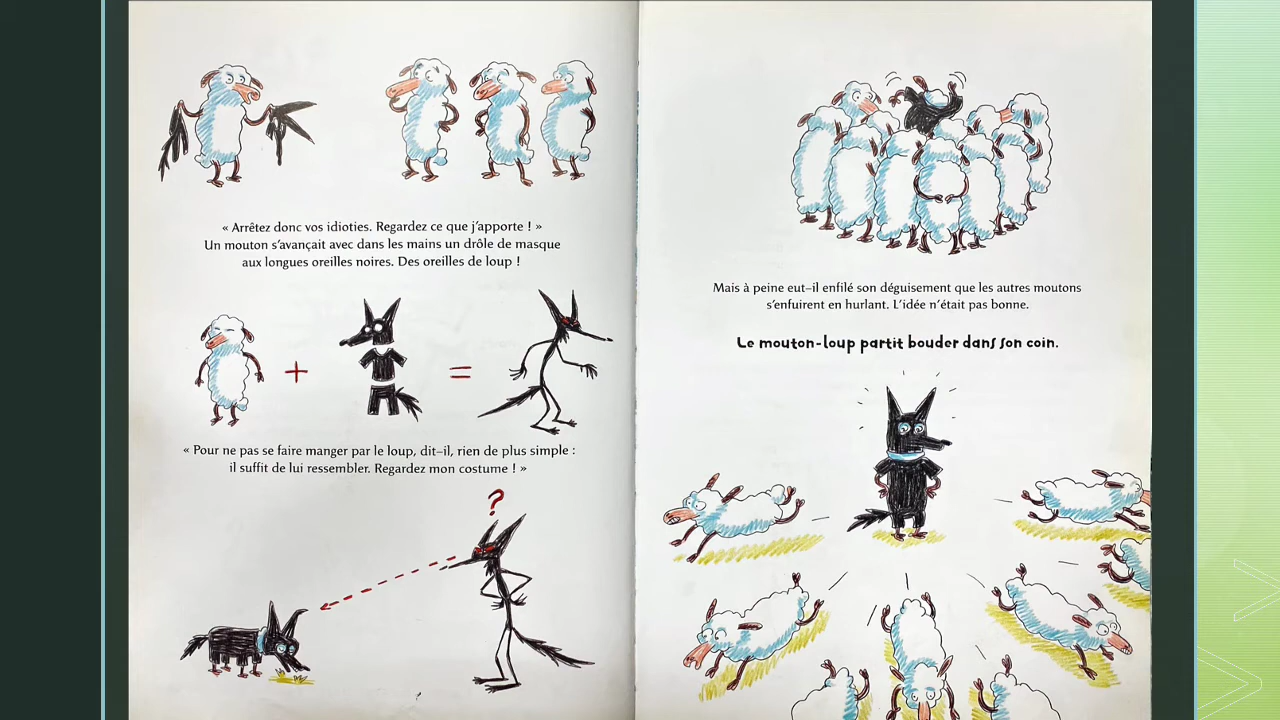 « Arrêtez donc vos idioties. Regardez ce que j'apporte ! »
Un mouton s'avançait avec dans les mains un drôle de masque
aux longues oreilles noires. Des oreilles de loup !
+ =
« Pour ne pas se faire manger par le loup, dit-il, rien de plus simple :
il suffit de lui ressembler. Regardez mon costume ! »
?
Mais à peine eut-il enfilé son déguisement que les autres moutons
s'enfuirent en hurlant. L'idée n'était pas bonne.
Le mouton-loup partit bouder dans son coin.